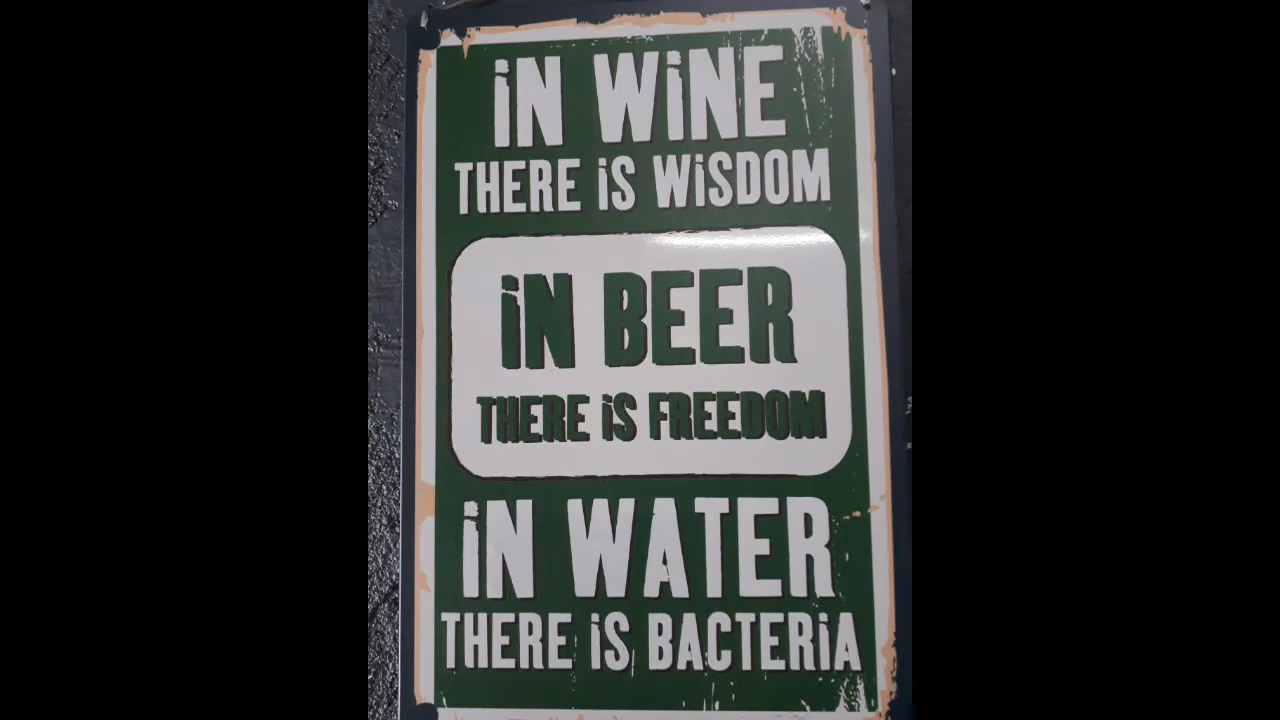 IN WINE
THERE IS WISDOM
IN BEER
THERE IS FREEDOM
IN WATER
THERE IS BACTERIA